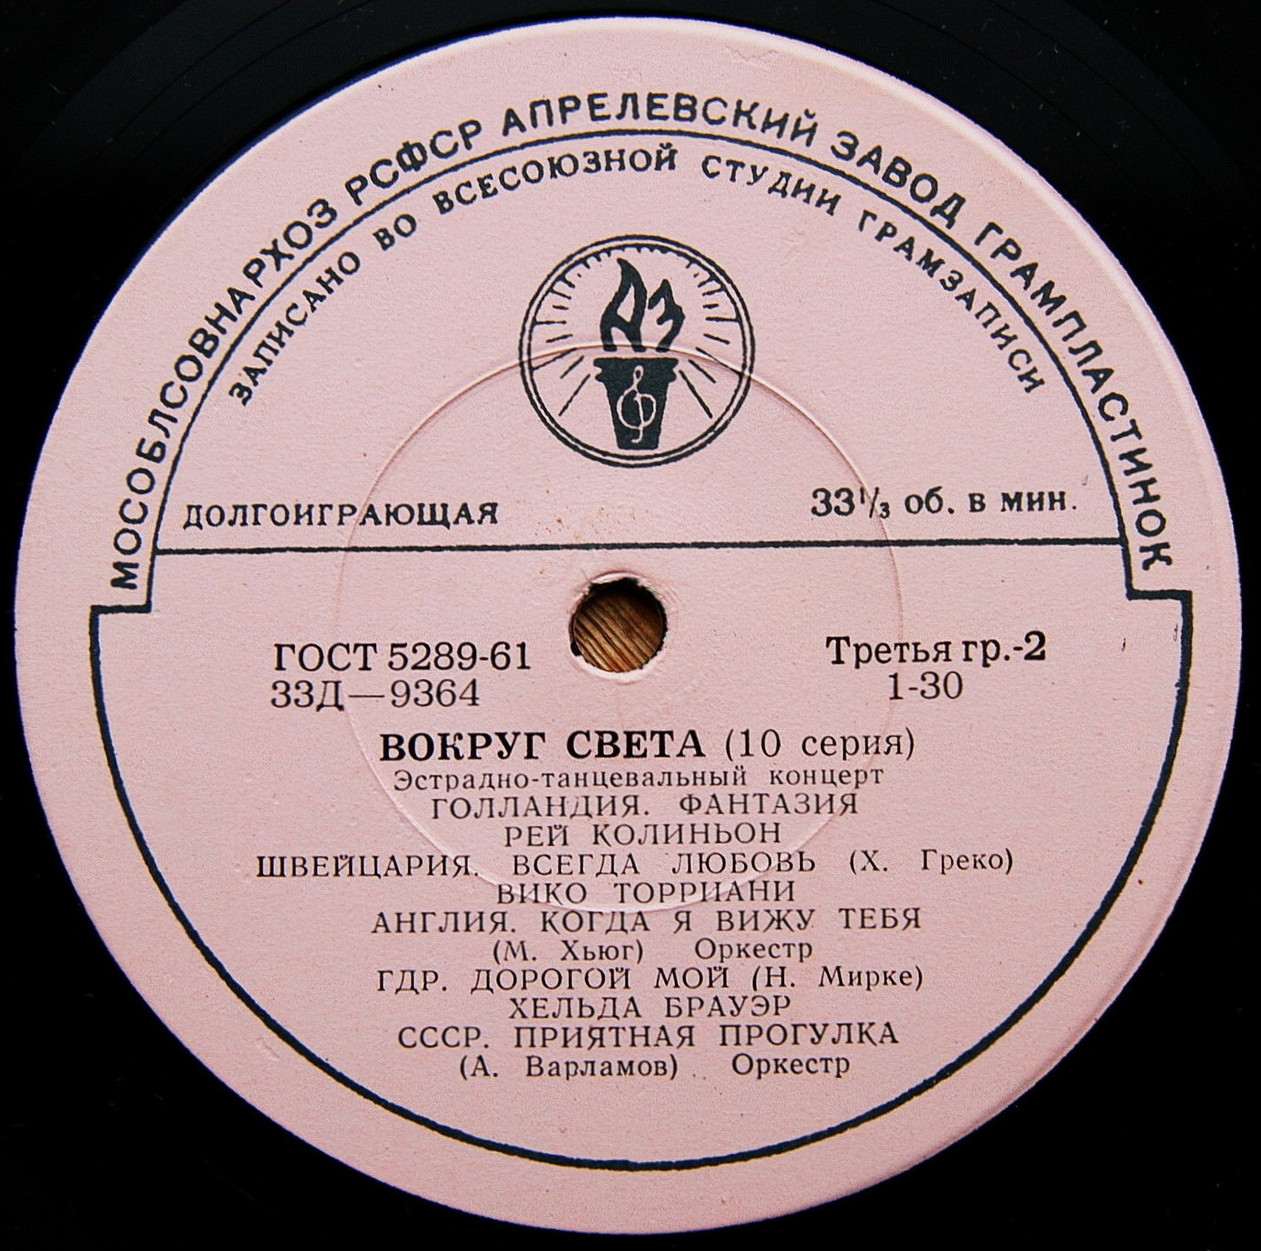 МОСОБЛСОВНАРХОЗ РСФСР АПРЕЛЕВСКИЙ ЗАВОД ГРАМПЛАСТИНОК
ЗАПИСАНО ВО ВСЕСОЮЗНОЙ СТУДИИ ГРАМЗАПИСИ
АЗ
ДОЛГОИГРАЮЩАЯ 33⅓ об. в мин.
ГОСТ 5289-61 Третья гр.-2
33Д—9364 1-30
ВОКРУГ СВЕТА (10 серия)
Эстрадно-танцевальный концерт
ГОЛЛАНДИЯ. ФАНТАЗИЯ
РЕЙ КОЛИНЬОН
ШВЕЙЦАРИЯ. ВСЕГДА ЛЮБОВЬ (Х. Греко)
ВИКО ТОРРИАНИ
АНГЛИЯ. КОГДА Я ВИЖУ ТЕБЯ
(М. Хьюг) Оркестр
ГДР. ДОРОГОЙ МОЙ (Н. Мирке)
ХЕЛЬДА БРАУЭР
СССР. ПРИЯТНАЯ ПРОГУЛКА
(А. Варламов) Оркестр